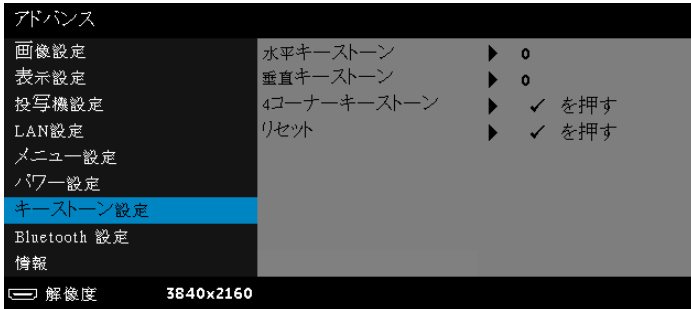 アドバンス
画像設定
表示設定
投写機設定
LAN設定
メニュー設定
パワー設定
キーストーン設定
Bluetooth 設定
情報
水平キーストーン 0
垂直キーストーン 0
4コーナーキーストーン ✓ を押す
リセット ✓ を押す
解像度 3840x2160